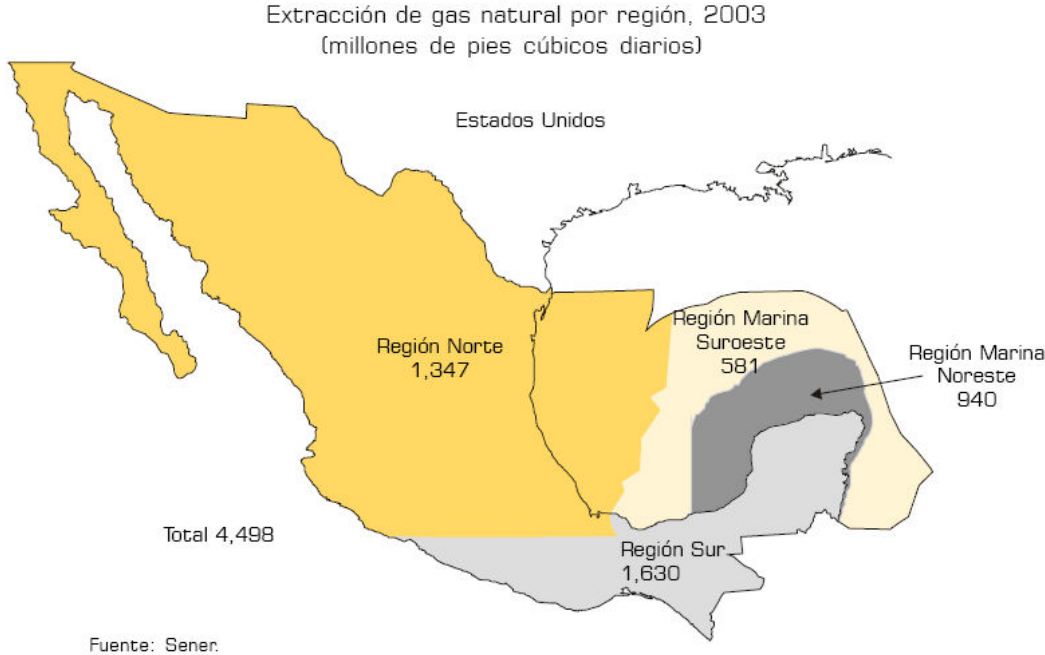 Extracción de gas natural por región, 2003
(millones de pies cúbicos diarios)
Estados Unidos
Región Norte
1,347
Región Marina
Suroeste
581
Región Marina
Noreste
940
Total 4,498
Región Sur
1,630
Fuente: Sener.